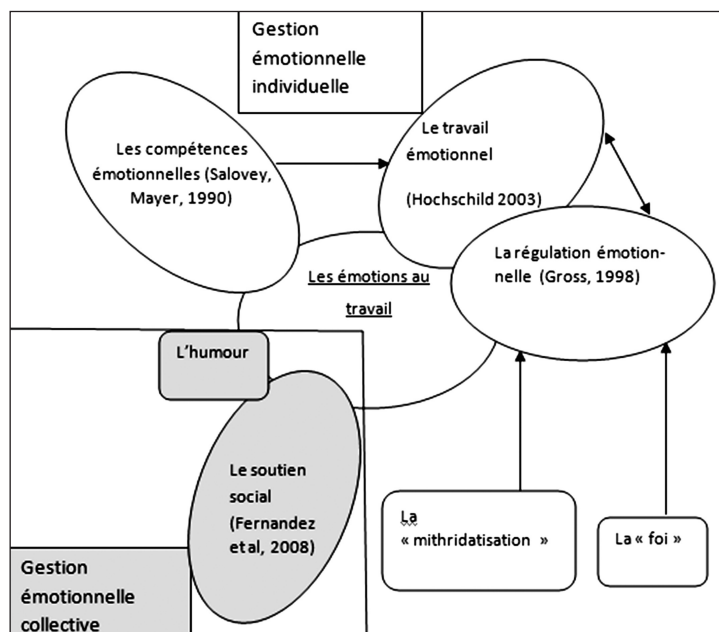 Gestion
émotionnelle
individuelle
Les compétences
émotionnelles (Salovey,
Mayer, 1990)
Le travail
émotionnel
(Hochschild 2003)
La régulation émotion-
nelle (Gross, 1998)
Les émotions au
travail
L’humour
Le soutien
social
(Fernandez
et al, 2008)
La
« mithridatisation »
La « foi »
Gestion
émotionnelle
collective